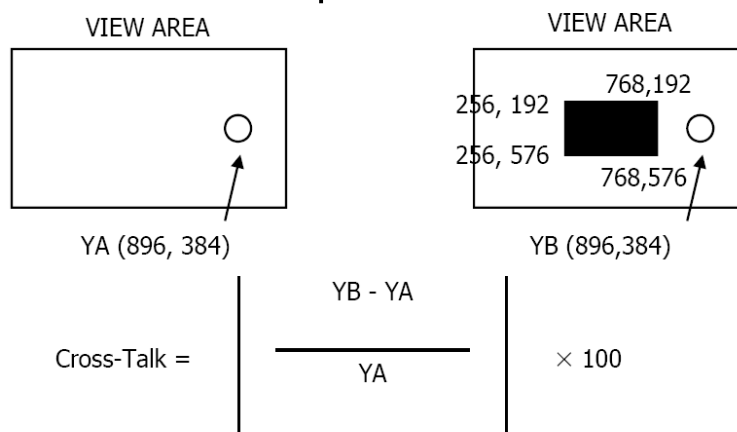 VIEW AREA
VIEW AREA
768,192
256, 192
256, 576
768,576
YA (896, 384)
YB (896,384)
YB - YA
Cross-Talk =
× 100
YA